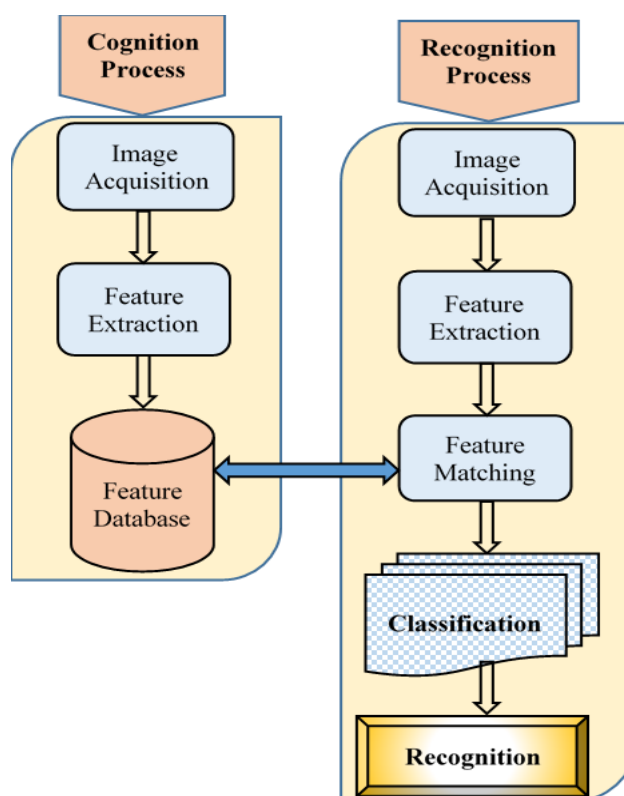 Cognition
Process
Image
Acquisition
Feature
Extraction
Feature
Database
Recognition
Process
Image
Acquisition
Feature
Extraction
Feature
Matching
Classification
Recognition